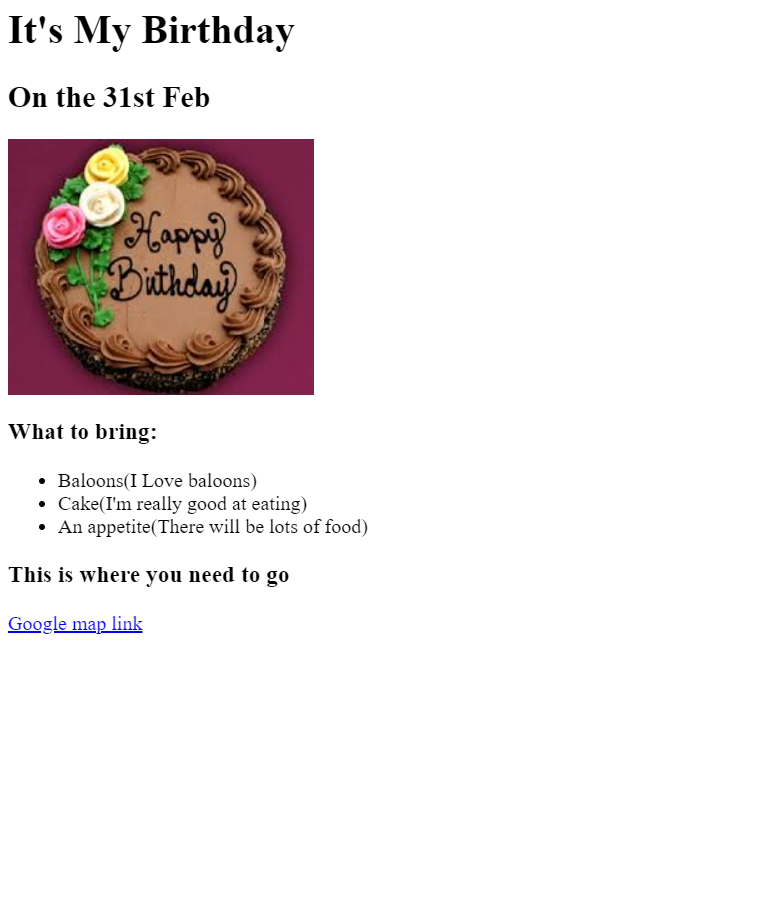 It's My Birthday
On the 31st Feb
Happy
Birthday
What to bring:
Baloons(I Love baloons)
Cake(I'm really good at eating)
An appetite(There will be lots of food)
This is where you need to go
Google map link